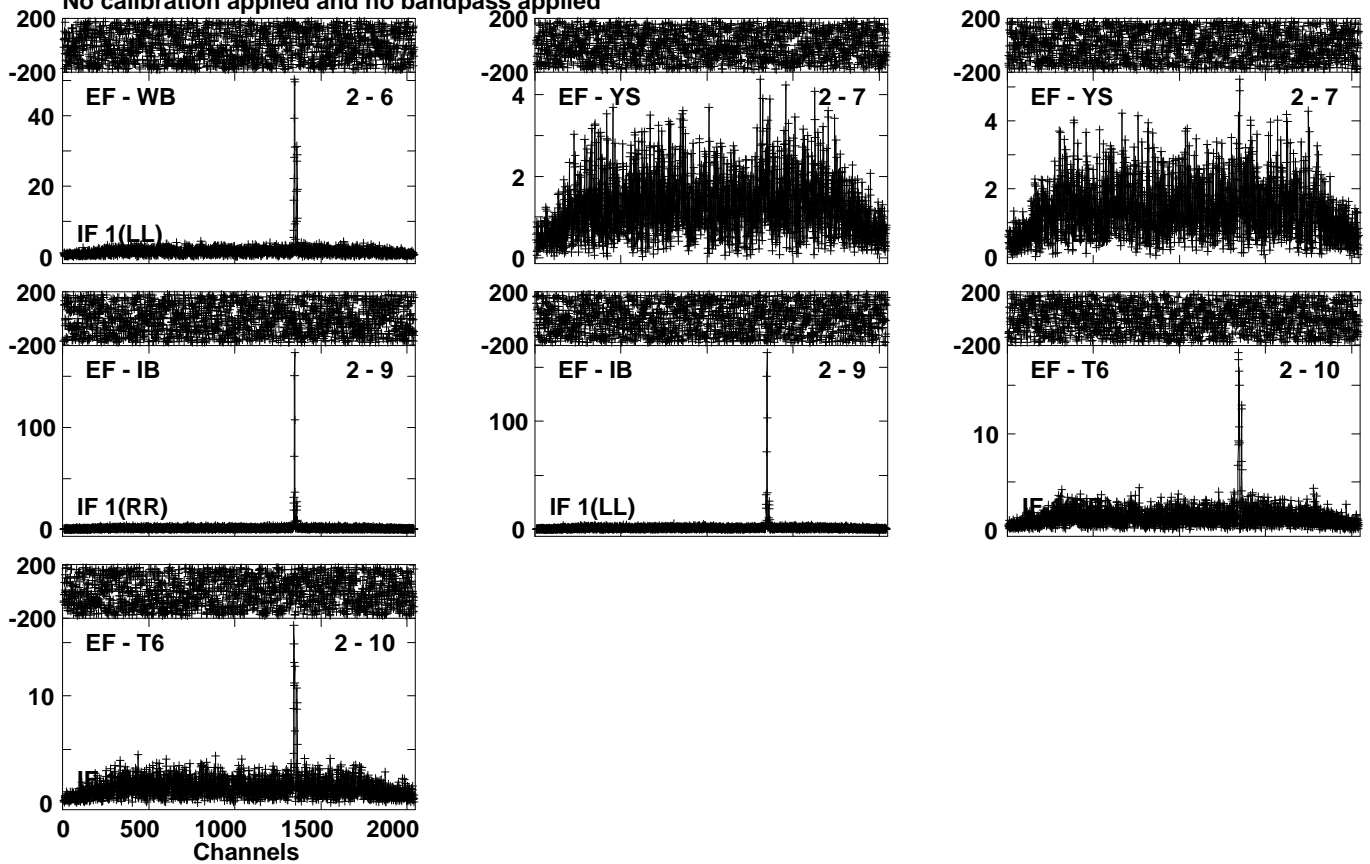 No calibration applied and no bandpass applied
200
-200
EF - WB 2 - 6
40
20
0
IF 1(LL)
200
-200
EF - YS 2 - 7
4
2
0
200
-200
EF - YS 2 - 7
4
2
0
200
-200
EF - IB 2 - 9
100
0
IF 1(RR)
200
-200
EF - IB 2 - 9
100
0
IF 1(LL)
200
-200
EF - T6 2 - 10
10
0
IF
200
-200
EF - T6 2 - 10
10
0
IF
0 500 1000 1500 2000
Channels